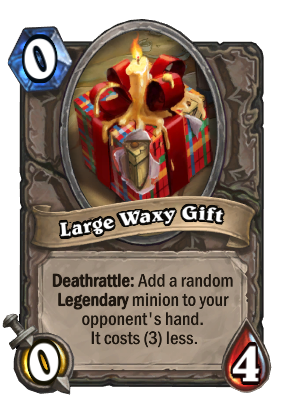 0
Large Waxy Gift
Deathrattle: Add a random
Legendary minion to your
opponent's hand.
It costs (3) less.
0
4